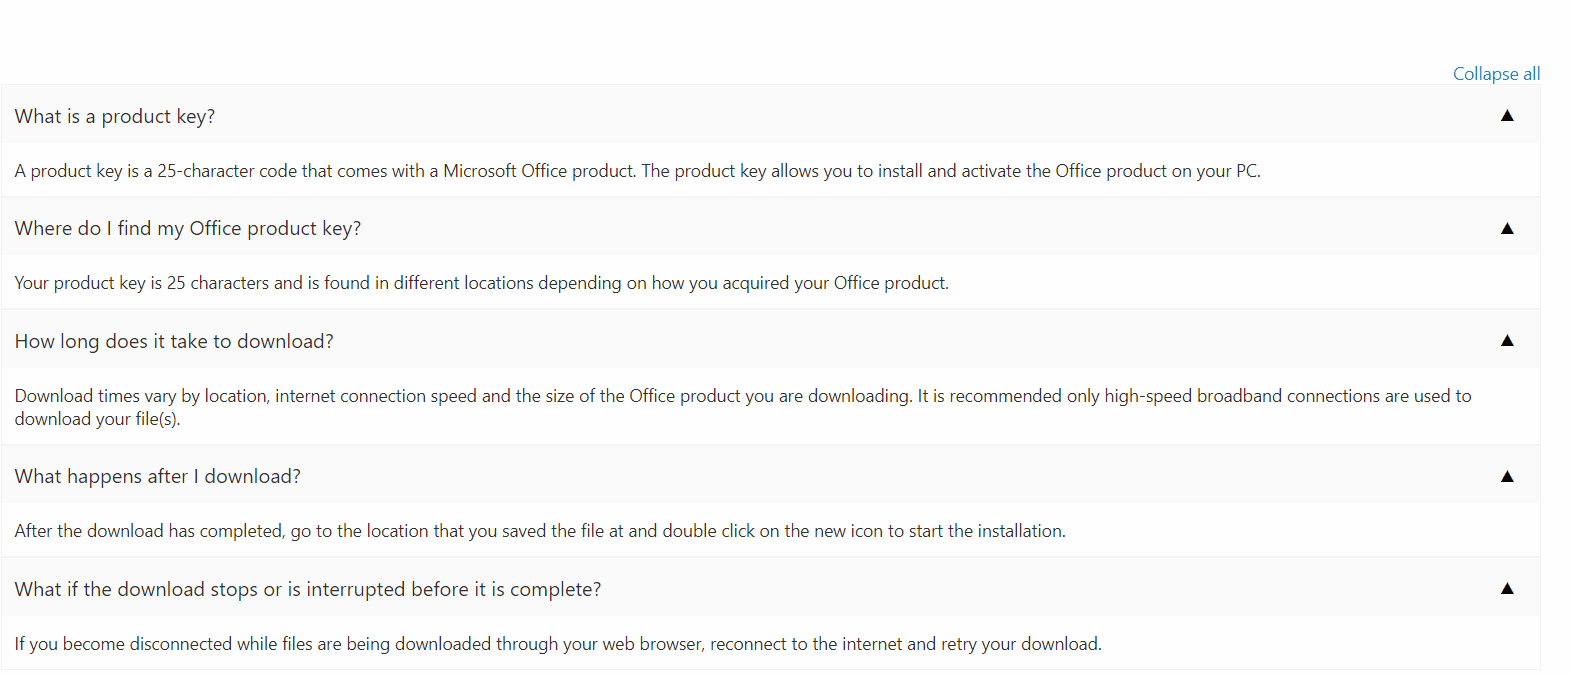 Collapse all
What is a product key?
A product key is a 25-character code that comes with a Microsoft Office product. The product key allows you to install and activate the Office product on your PC.
Where do I find my Office product key?
Your product key is 25 characters and is found in different locations depending on how you acquired your Office product.
How long does it take to download?
Download times vary by location, internet connection speed and the size of the Office product you are downloading. It is recommended only high-speed broadband connections are used to
download your file(s).
What happens after I download?
After the download has completed, go to the location that you saved the file at and double click on the new icon to start the installation.
What if the download stops or is interrupted before it is complete?
If you become disconnected while files are being downloaded through your web browser, reconnect to the internet and retry your download.